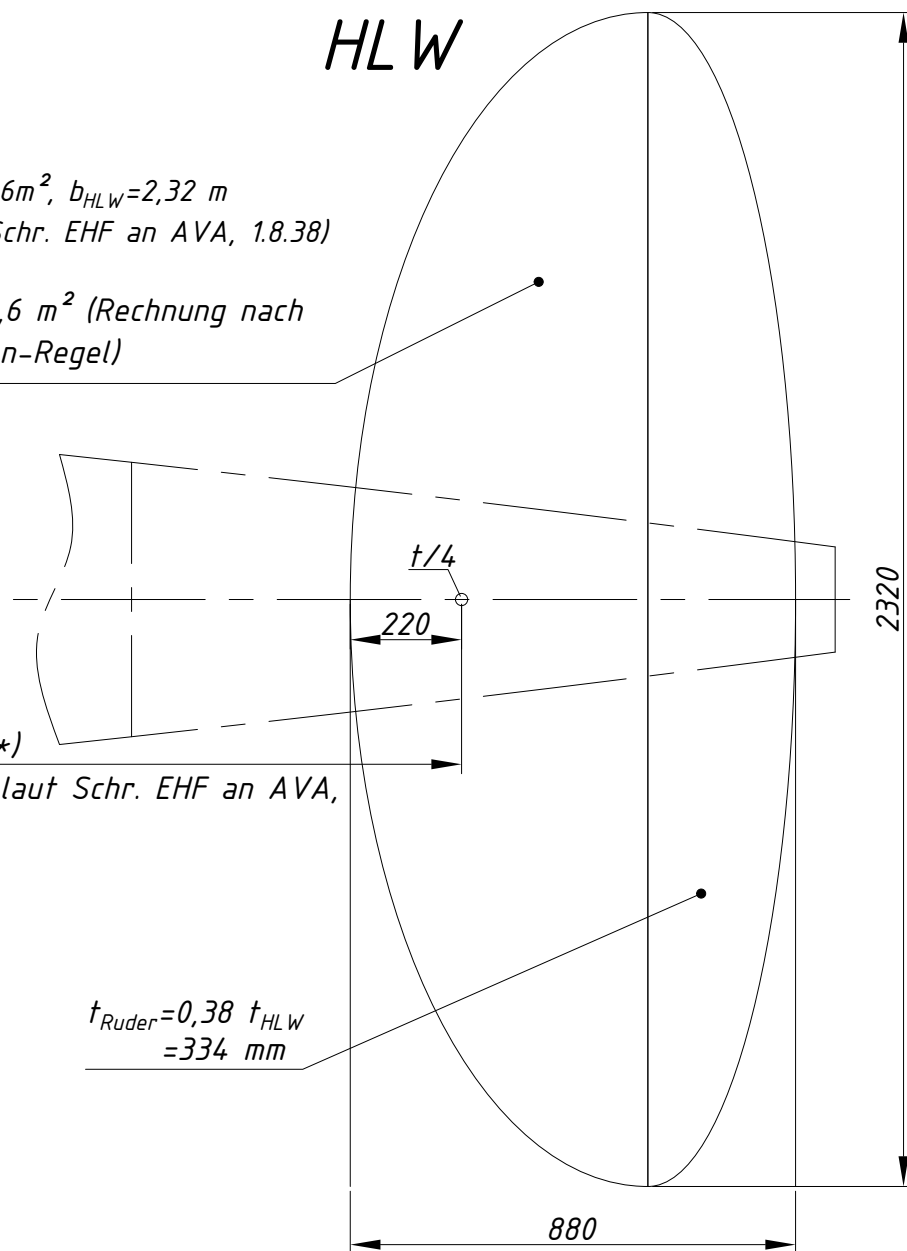 HLW
6m², b_HLW=2,32 m
Schr. EHF an AVA, 1.8.38)
,6 m² (Rechnung nach
n-Regel)
t/4
220
2320
*)
laut Schr. EHF an AVA,
t_Ruder=0,38 t_HLW
=334 mm
880